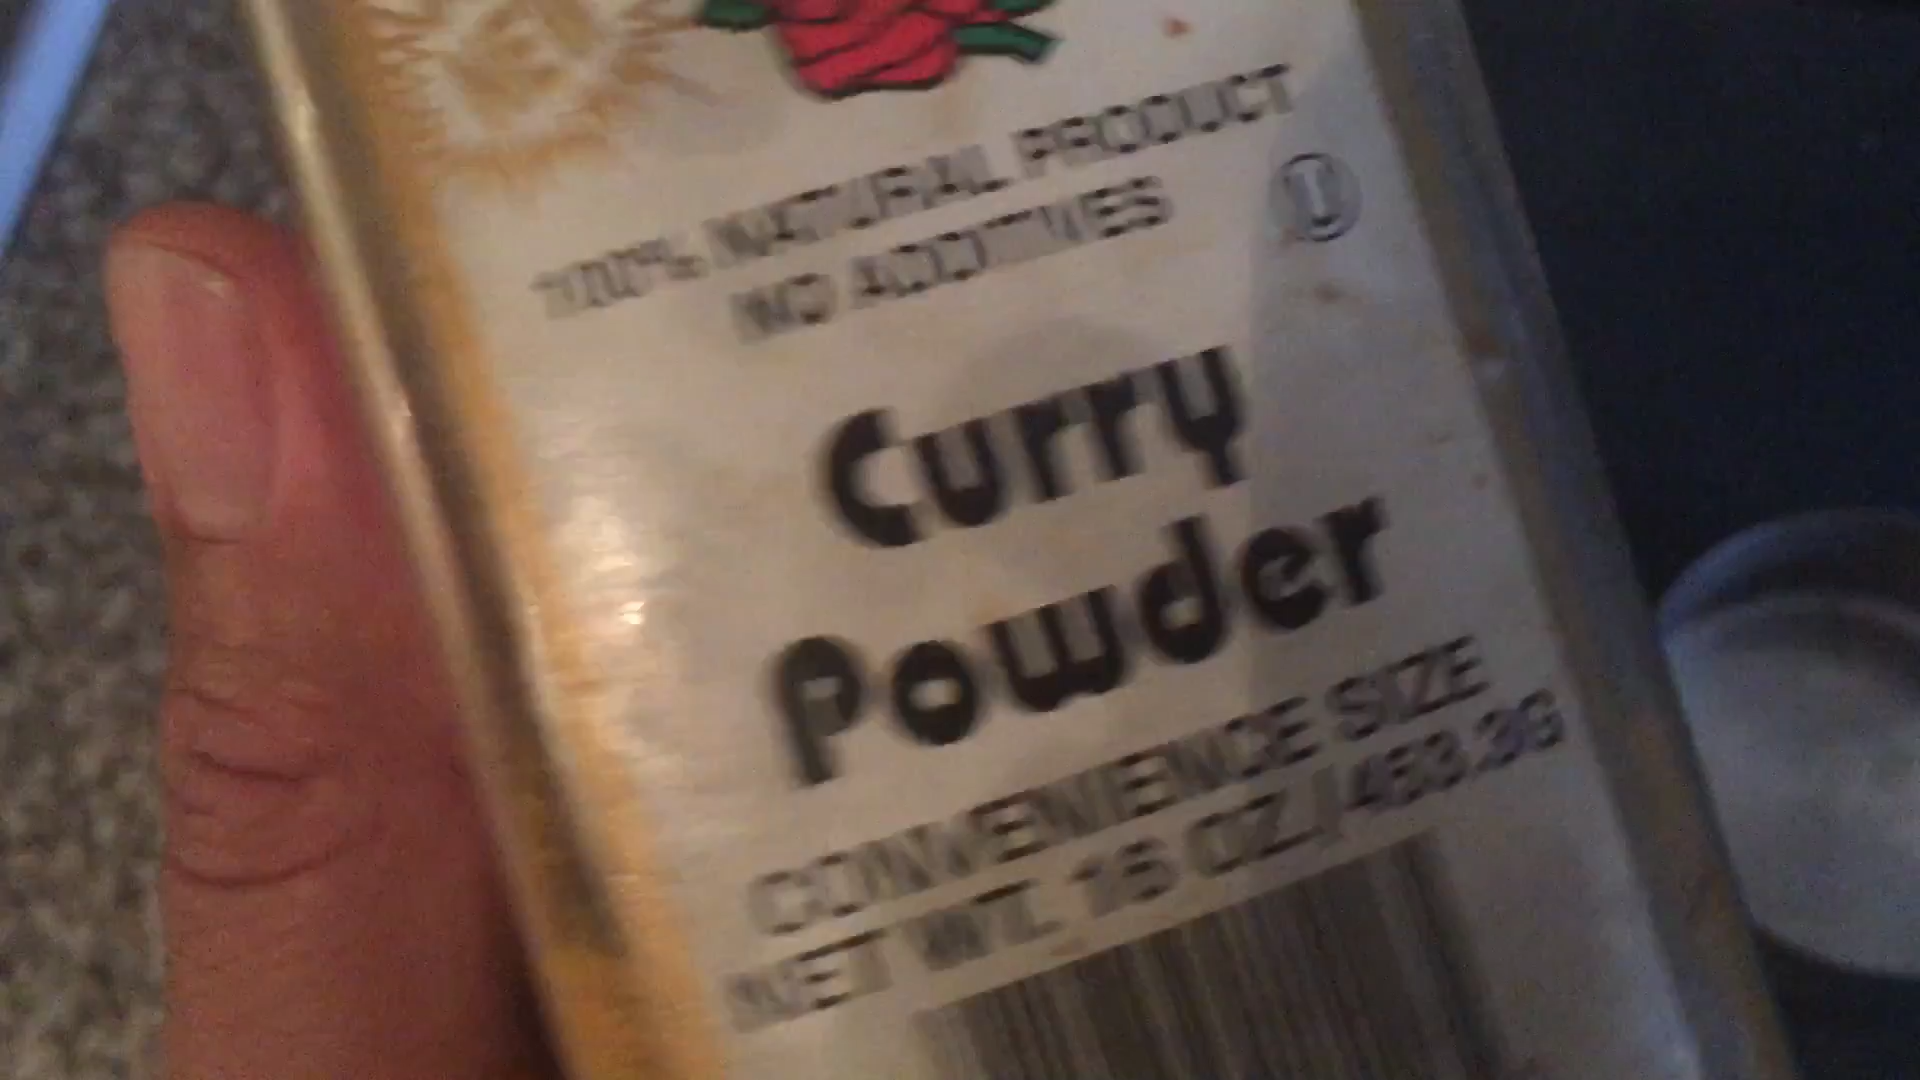 100% NATURAL PRODUCT
NO ADDITIVES
Curry
Powder
CONVENIENCE SIZE
NET WT. 16 OZ./453.3G